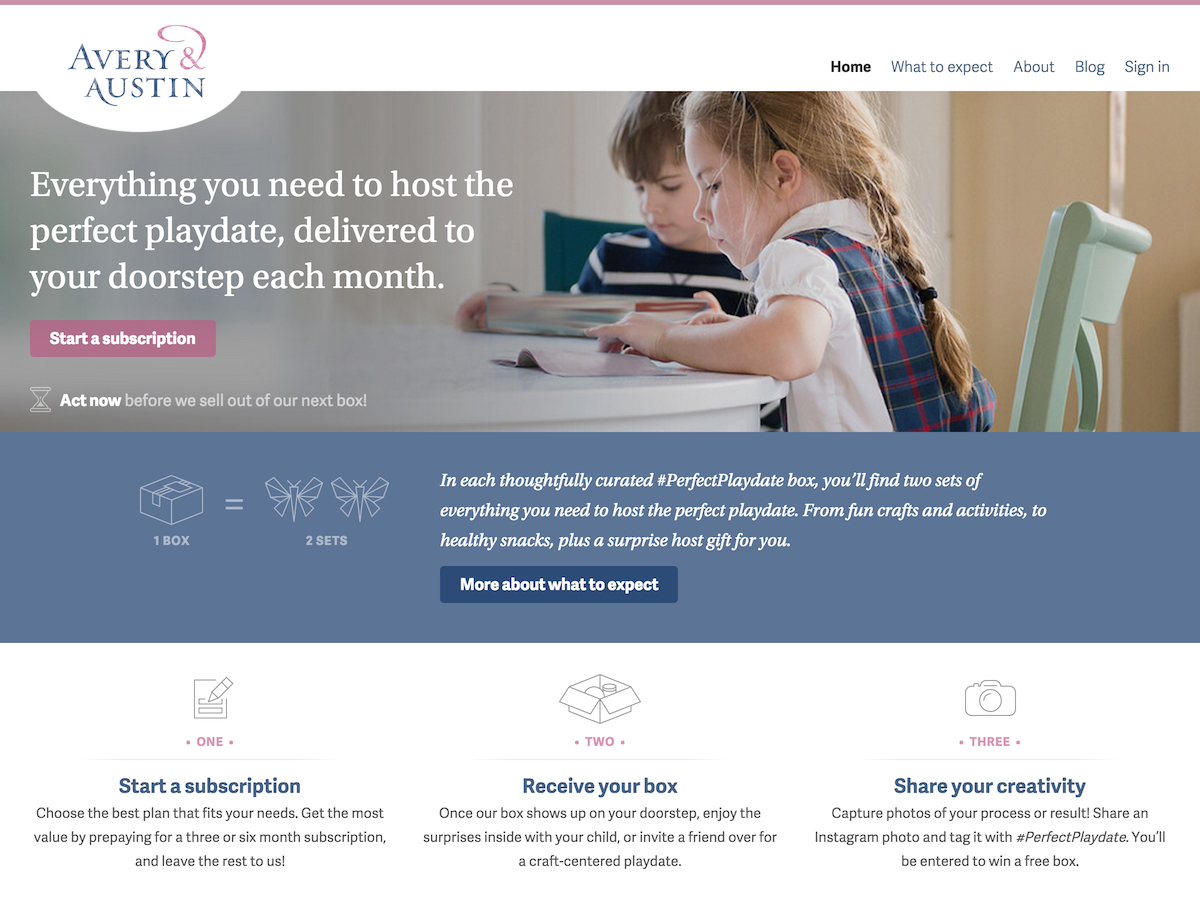 AVERY &
AUSTIN
Home What to expect About Blog Sign in
Everything you need to host the
perfect playdate, delivered to
your doorstep each month.
Start a subscription
Act now before we sell out of our next box!
1 BOX
=
2 SETS
In each thoughtfully curated #PerfectPlaydate box, you’ll find two sets of
everything you need to host the perfect playdate. From fun crafts and activities, to
healthy snacks, plus a surprise host gift for you.
More about what to expect
• ONE •
Start a subscription
Choose the best plan that fits your needs. Get the most
value by prepaying for a three or six month subscription,
and leave the rest to us!
• TWO •
Receive your box
Once our box shows up on your doorstep, enjoy the
surprises inside with your child, or invite a friend over for
a craft-centered playdate.
• THREE •
Share your creativity
Capture photos of your process or result! Share an
Instagram photo and tag it with #PerfectPlaydate. You’ll
be entered to win a free box.